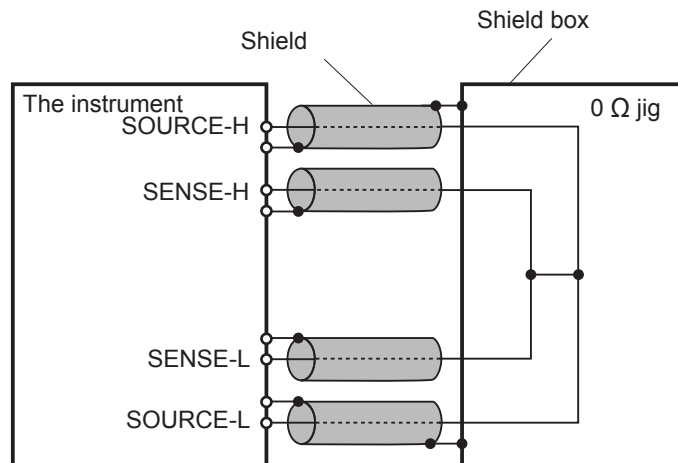 Shield box
Shield
The instrument
0 Ω jig
SOURCE-H
SENSE-H
SENSE-L
SOURCE-L